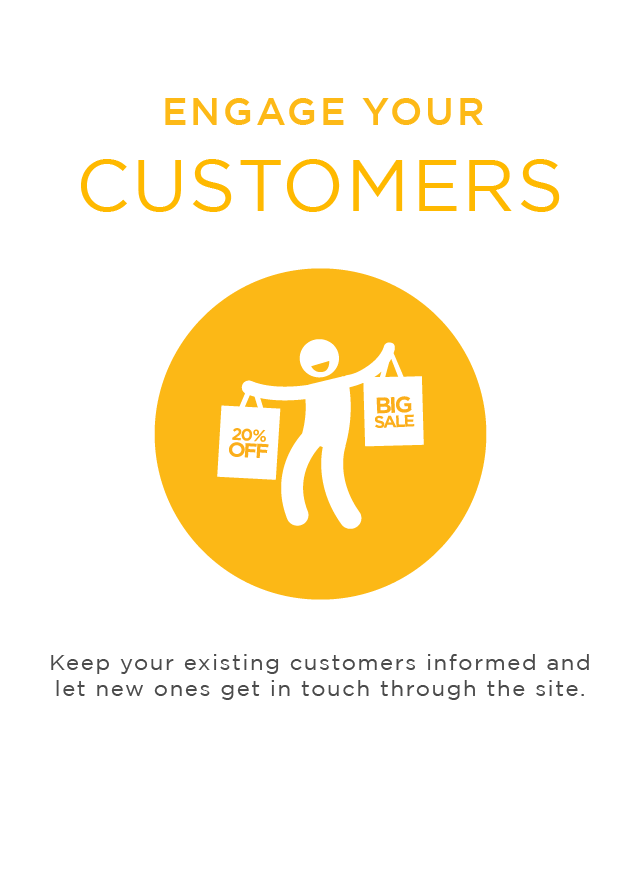 ENGAGE YOUR
CUSTOMERS
BIG
SALE
20%
OFF
Keep your existing customers informed and
let new ones get in touch through the site.